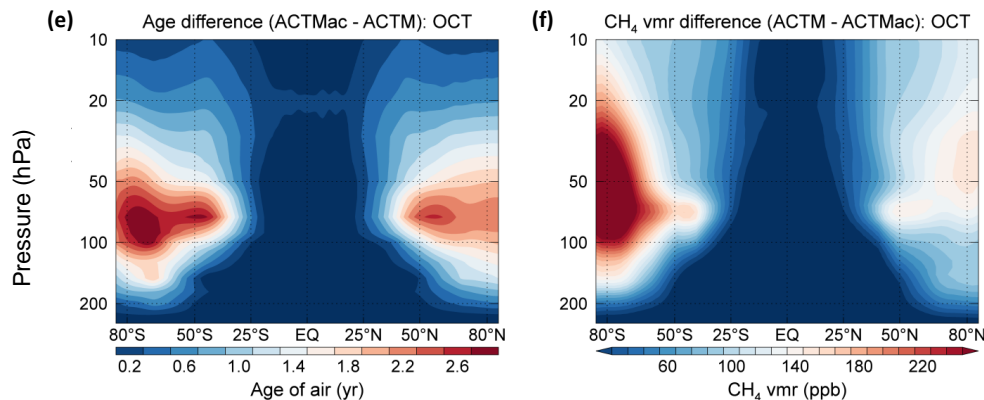 (e) Age difference (ACTMac - ACTM): OCT
10
20
50
100
200
Pressure (hPa)
80°S 50°S 25°S EQ 25°N 50°N 80°N
0.2 0.6 1.0 1.4 1.8 2.2 2.6
Age of air (yr)
(f) CH₄ vmr difference (ACTM - ACTMac): OCT
10
20
50
100
200
80°S 50°S 25°S EQ 25°N 50°N 80°N
60 100 140 180 220
CH₄ vmr (ppb)